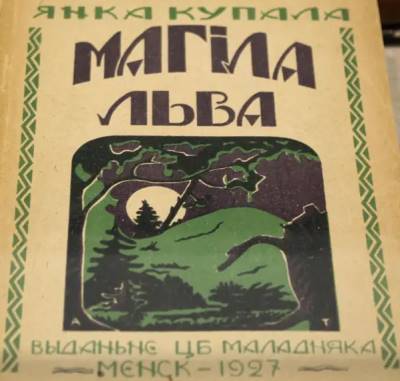 ЯНКА КУПАЛА
МАГІЛА
ЛЬВА
А Т
ВЫДАНЬНЕ ЦБ МАЛАДНЯКА
МЕНСК-1927